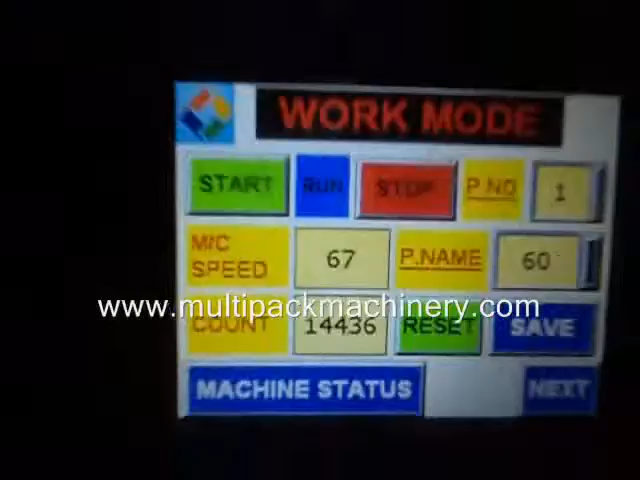 WORK MODE
START RUN STOP P.NO 1
M/C SPEED 67 P.NAME 60
www.multipackmachinery.com
COUNT 14436 RESET SAVE
MACHINE STATUS NEXT